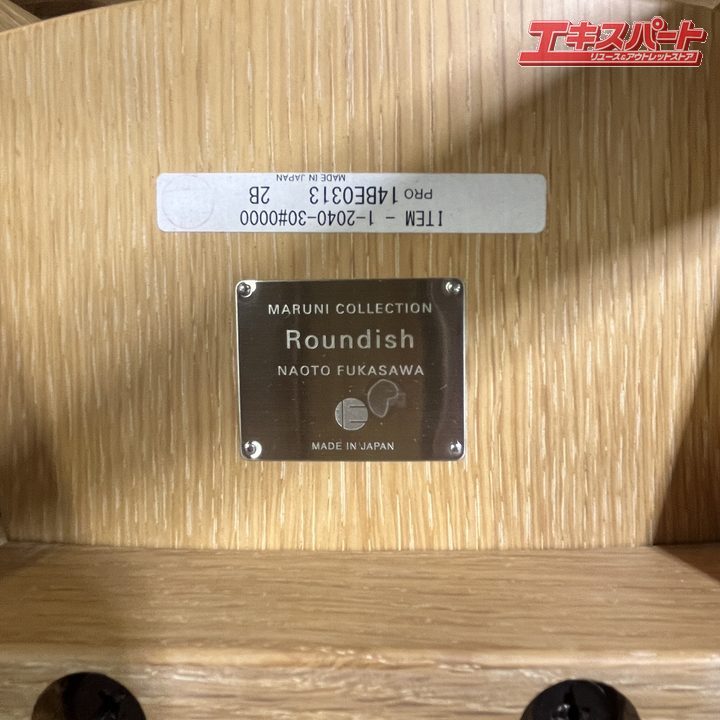 エキスパート
リユース&アウトレットストア
ITEM - 1-2040-30#0000
PRO 14BE0313 2B
MADE IN JAPAN
MARUNI COLLECTION
Roundish
NAOTO FUKASAWA
MADE IN JAPAN